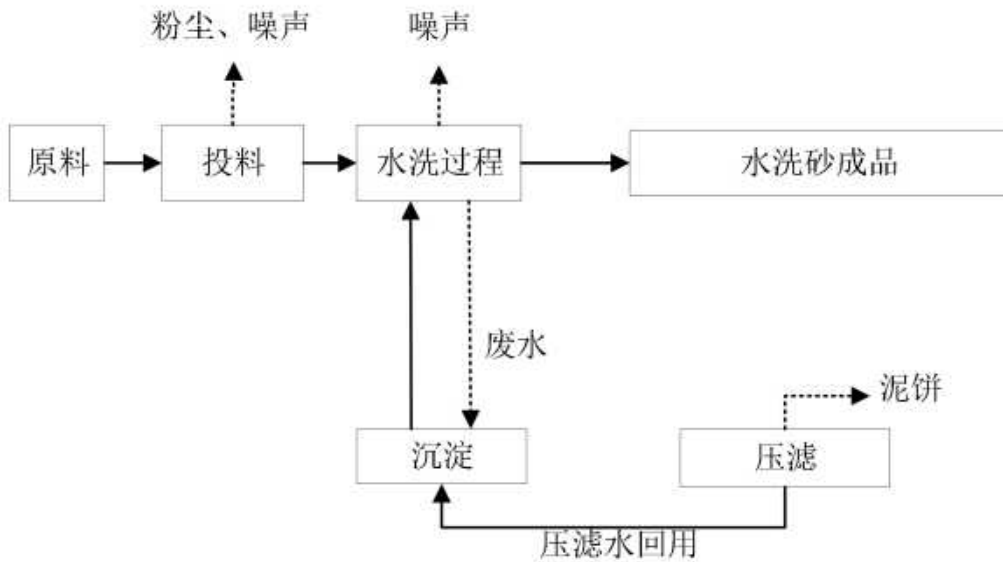 粉尘、噪声
噪声
原料
投料
水洗过程
水洗砂成品
废水
泥饼
沉淀
压滤
压滤水回用